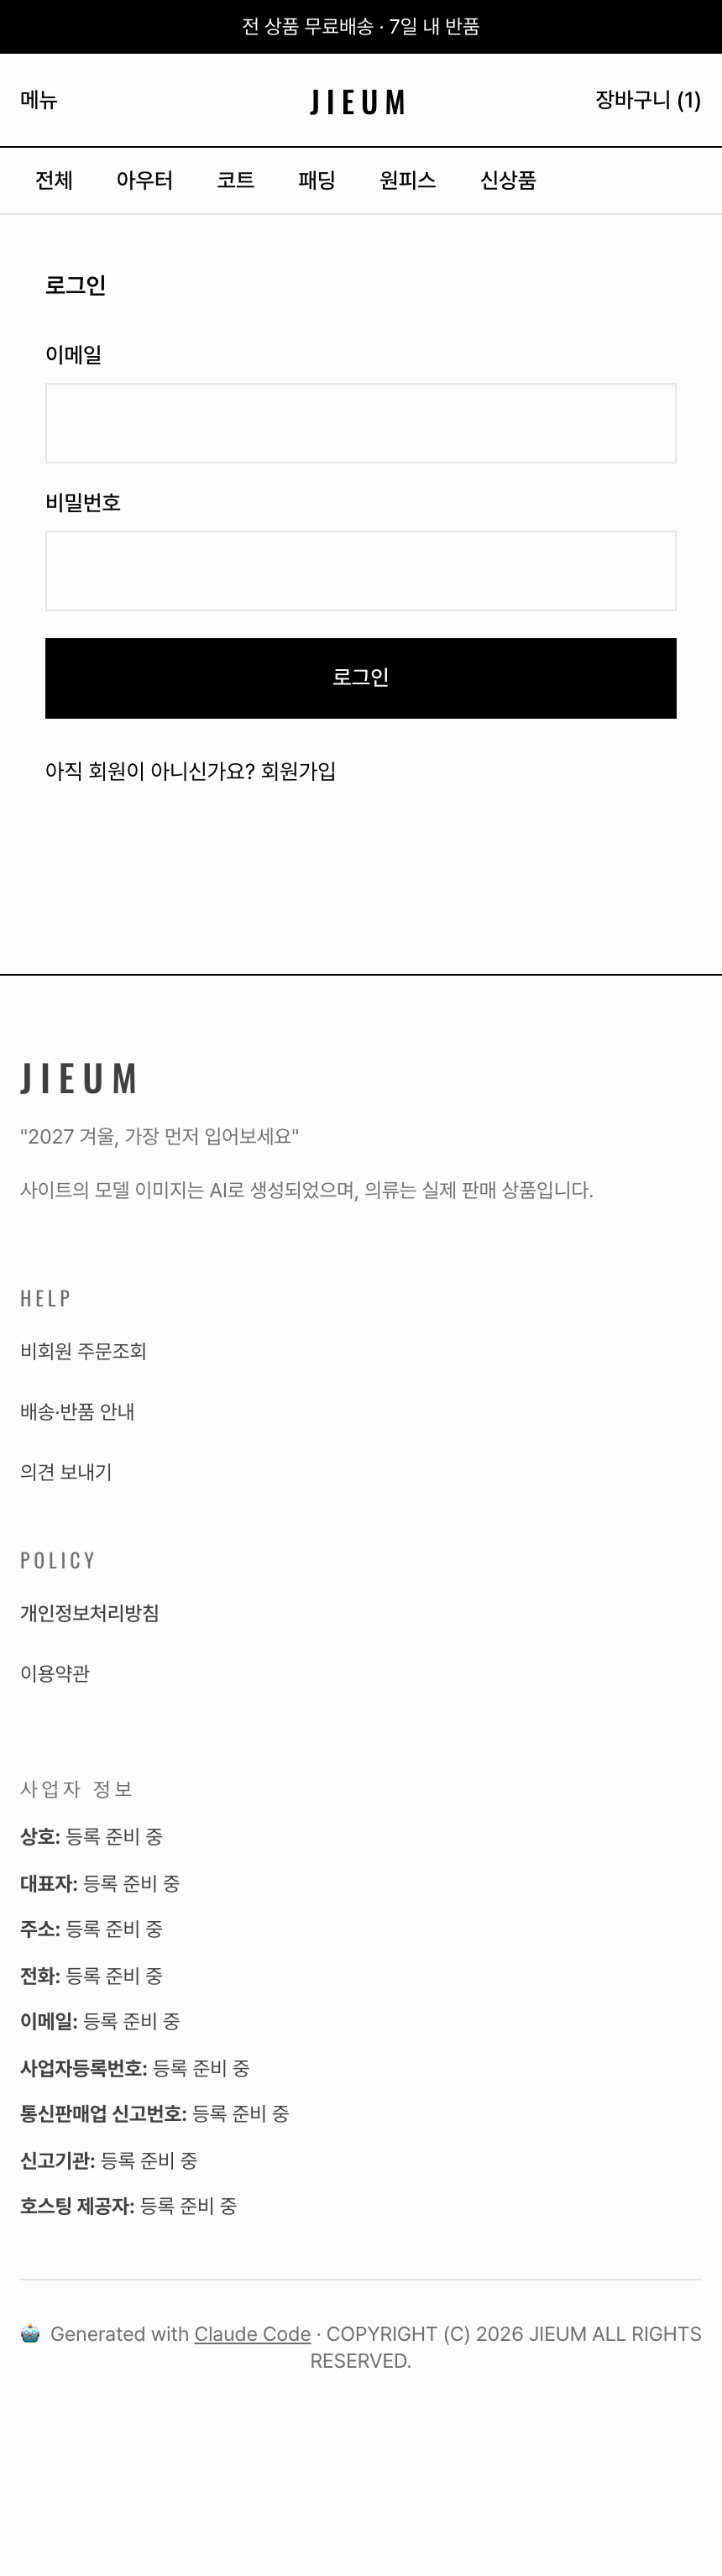 전 상품 무료배송 · 7일 내 반품
메뉴
JIEUM
장바구니 (1)
전체 아우터 코트 패딩 원피스 신상품
로그인
이메일
비밀번호
로그인
아직 회원이 아니신가요? 회원가입
JIEUM
"2027 겨울, 가장 먼저 입어보세요"
사이트의 모델 이미지는 AI로 생성되었으며, 의류는 실제 판매 상품입니다.
HELP
비회원 주문조회
배송·반품 안내
의견 보내기
POLICY
개인정보처리방침
이용약관
사업자 정보
상호: 등록 준비 중
대표자: 등록 준비 중
주소: 등록 준비 중
전화: 등록 준비 중
이메일: 등록 준비 중
사업자등록번호: 등록 준비 중
통신판매업 신고번호: 등록 준비 중
신고기관: 등록 준비 중
호스팅 제공자: 등록 준비 중
🤖 Generated with Claude Code · COPYRIGHT (C) 2026 JIEUM ALL RIGHTS
RESERVED.